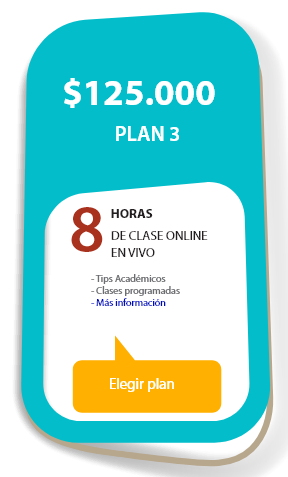 $125.000
PLAN 3
8 HORAS
DE CLASE ONLINE
EN VIVO
- Tips Académicos
- Clases programadas
- Más información
Elegir plan